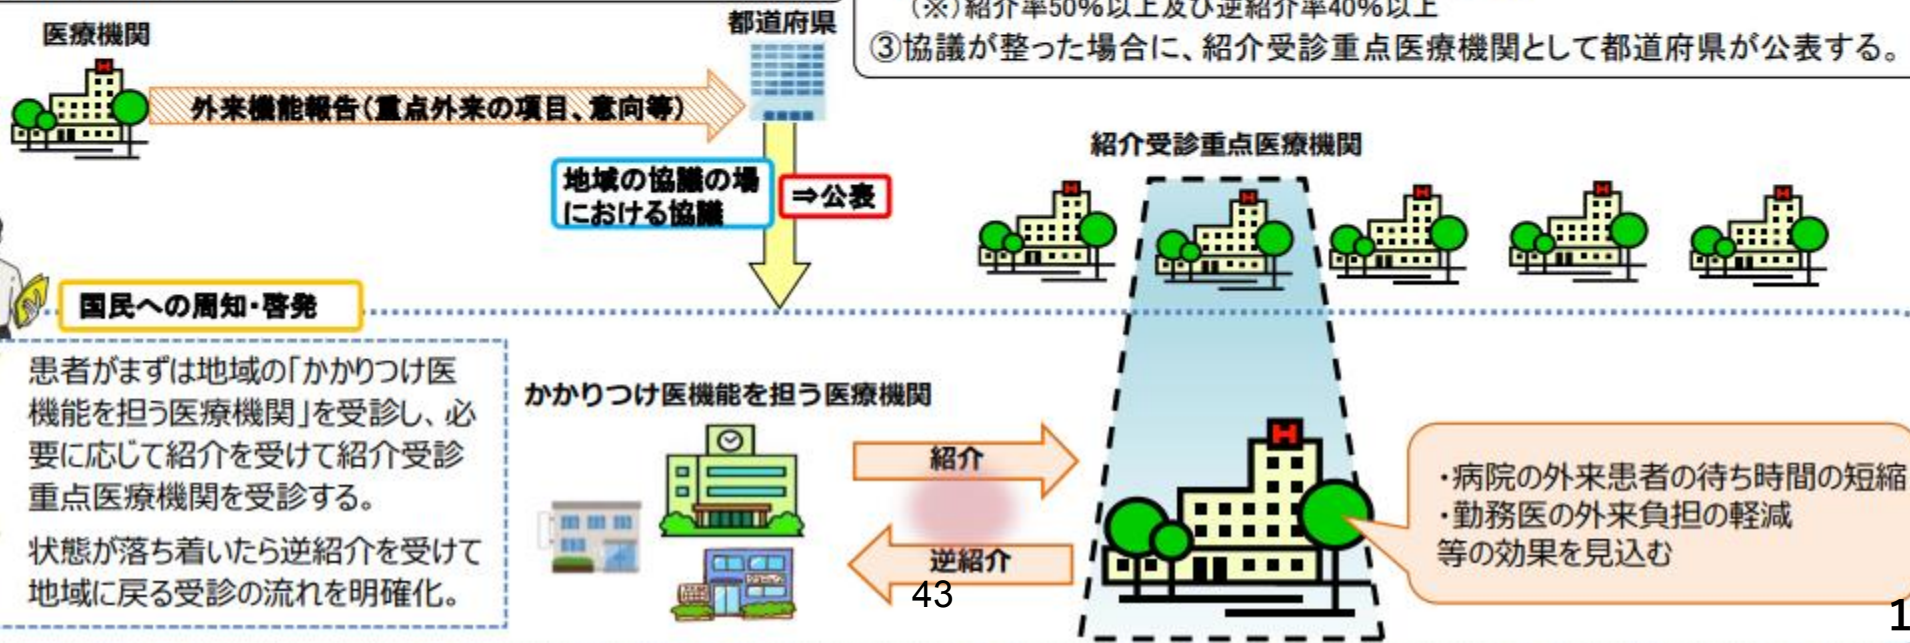 (※)紹介率50%以上及び逆紹介率40%以上
③協議が整った場合に、紹介受診重点医療機関として都道府県が公表する。
医療機関
都道府県
外来機能報告(重点外来の項目、意向等)
地域の協議の場
における協議
⇒公表
紹介受診重点医療機関
H
H
H
H
H
H
国民への周知・啓発
患者がまずは地域の「かかりつけ医
機能を担う医療機関」を受診し、必
要に応じて紹介を受けて紹介受診
重点医療機関を受診する。
状態が落ち着いたら逆紹介を受けて
地域に戻る受診の流れを明確化。
かかりつけ医機能を担う医療機関
紹介
逆紹介
43
H
・病院の外来患者の待ち時間の短縮
・勤務医の外来負担の軽減
等の効果を見込む
1